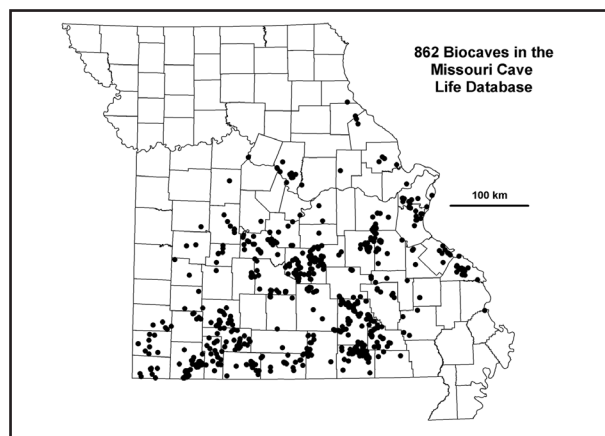 862 Biocaves in the
Missouri Cave
Life Database
100 km